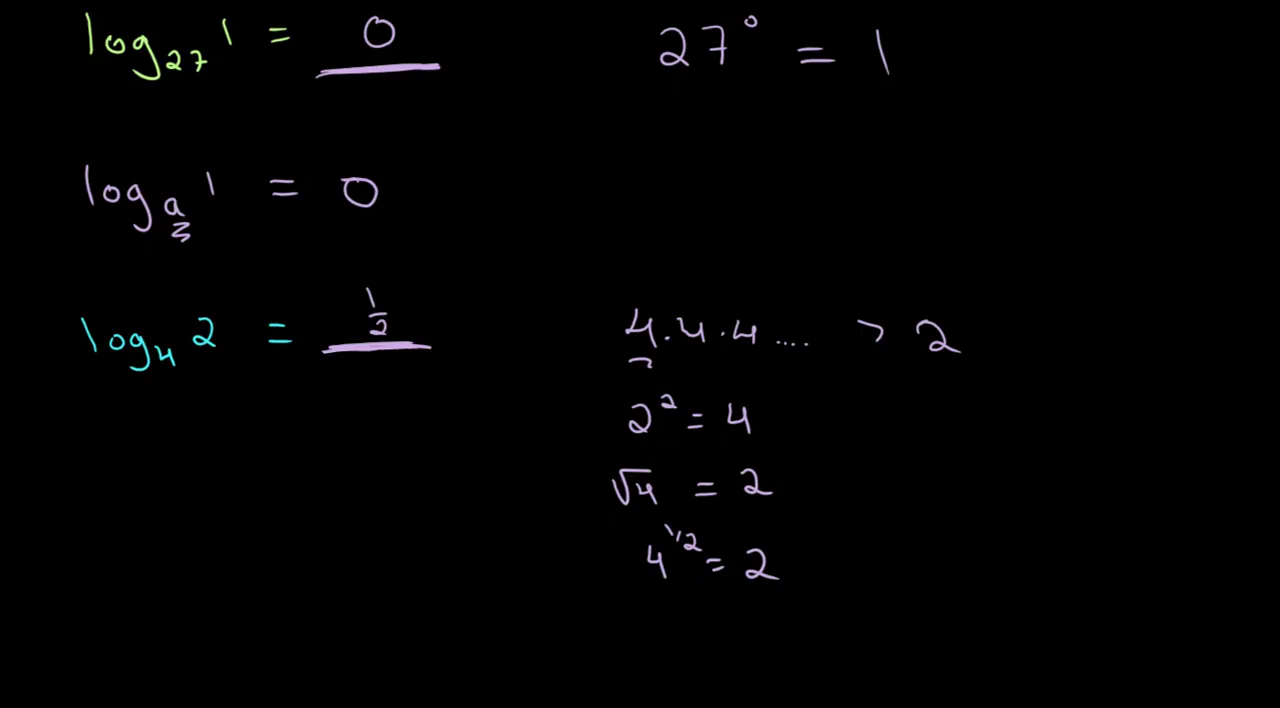 log₂₇ 1 = 0    27⁰ = 1
logₐ 1 = 0
log₄ 2 = 1/2    4 . 4 . 4 .... > 2
2² = 4
√4 = 2
4^1/2 = 2